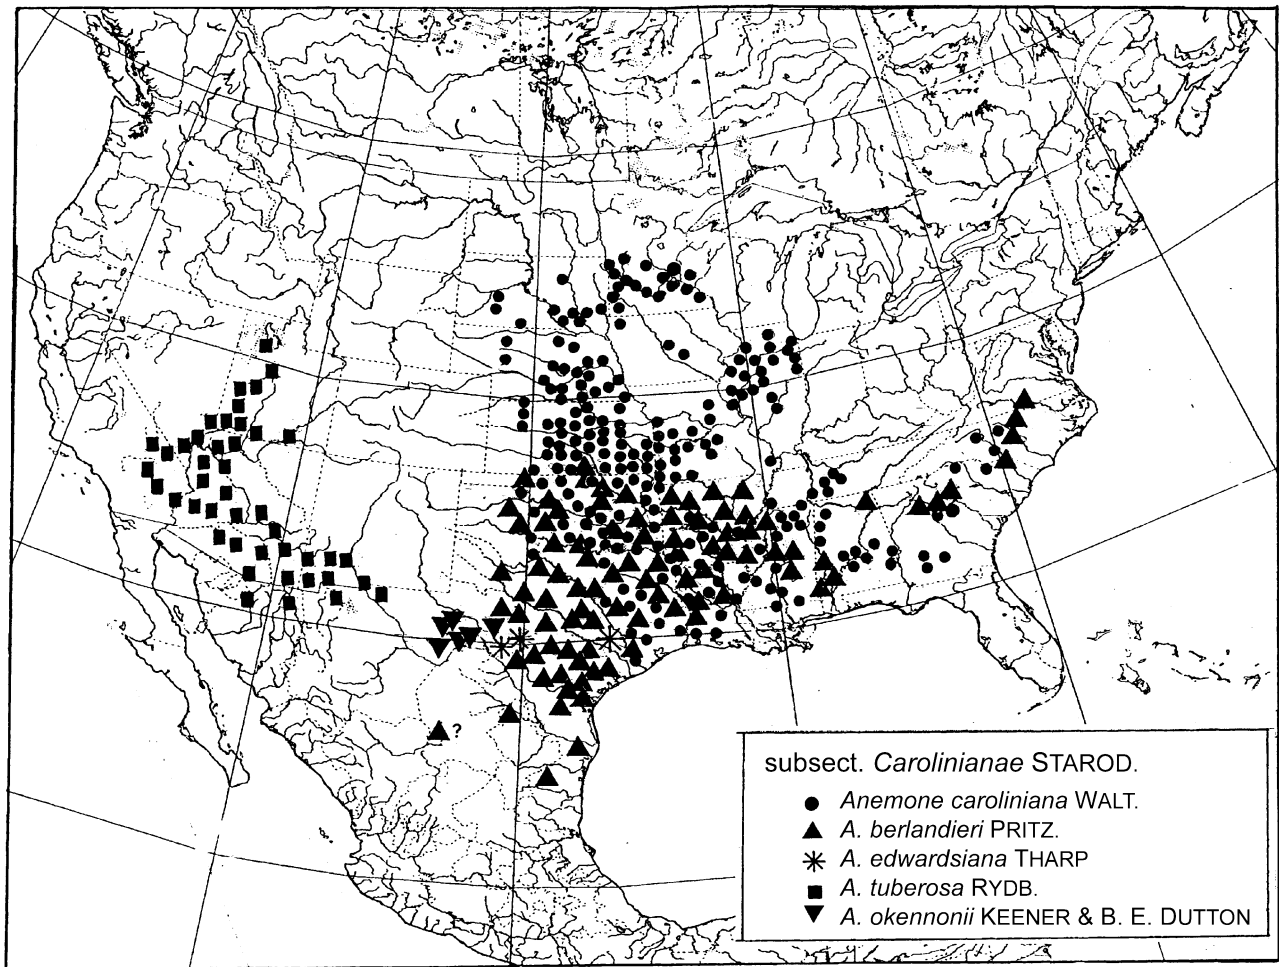 ?
subsect. Carolinianae STAROD.
Anemone caroliniana WALT.
A. berlandieri PRITZ.
A. edwardsiana THARP
A. tuberosa RYDB.
A. okennonii KEENER & B. E. DUTTON